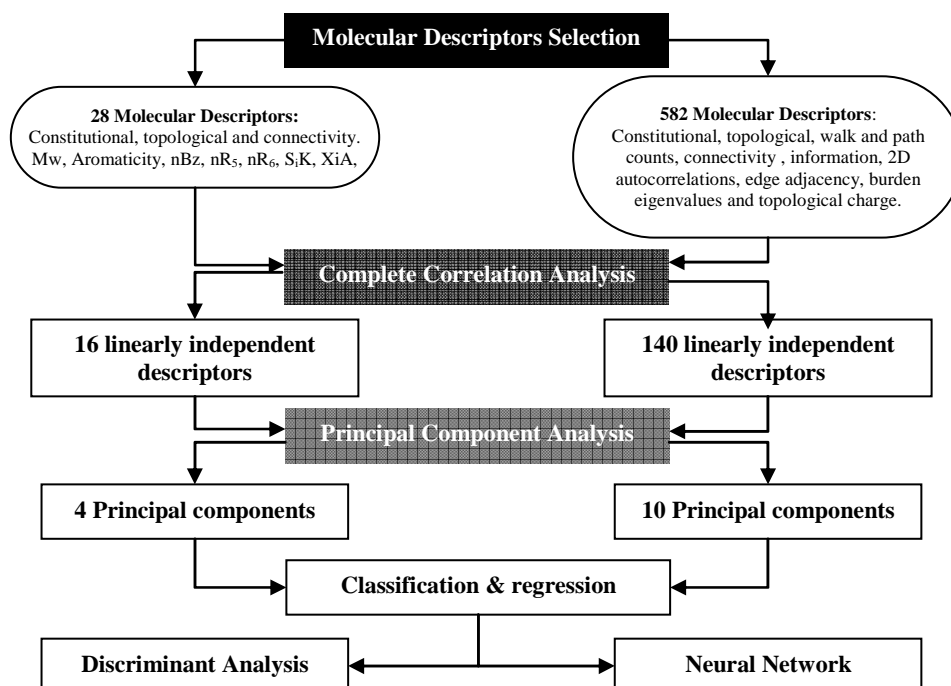 Molecular Descriptors Selection
28 Molecular Descriptors:
Constitutional, topological and connectivity.
Mw, Aromaticity, nBz, nR₅, nR₆, SᵢK, XiA,
582 Molecular Descriptors:
Constitutional, topological, walk and path
counts, connectivity , information, 2D
autocorrelations, edge adjacency, burden
eigenvalues and topological charge.
Complete Correlation Analysis
16 linearly independent
descriptors
140 linearly independent
descriptors
Principal Component Analysis
4 Principal components
10 Principal components
Classification & regression
Discriminant Analysis
Neural Network